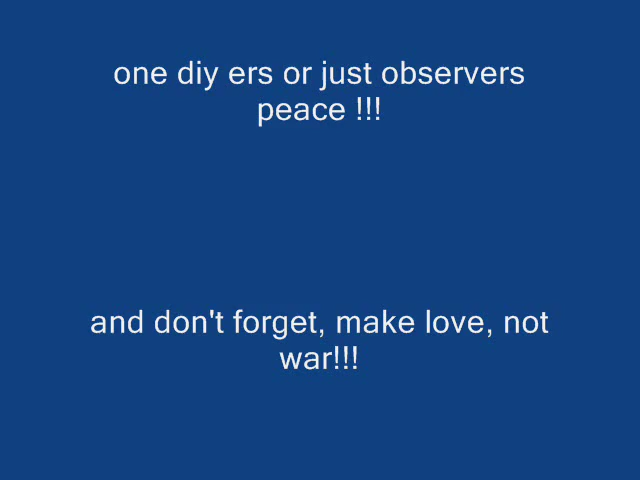 one diy ers or just observers
peace !!!
and don't forget, make love, not
war!!!